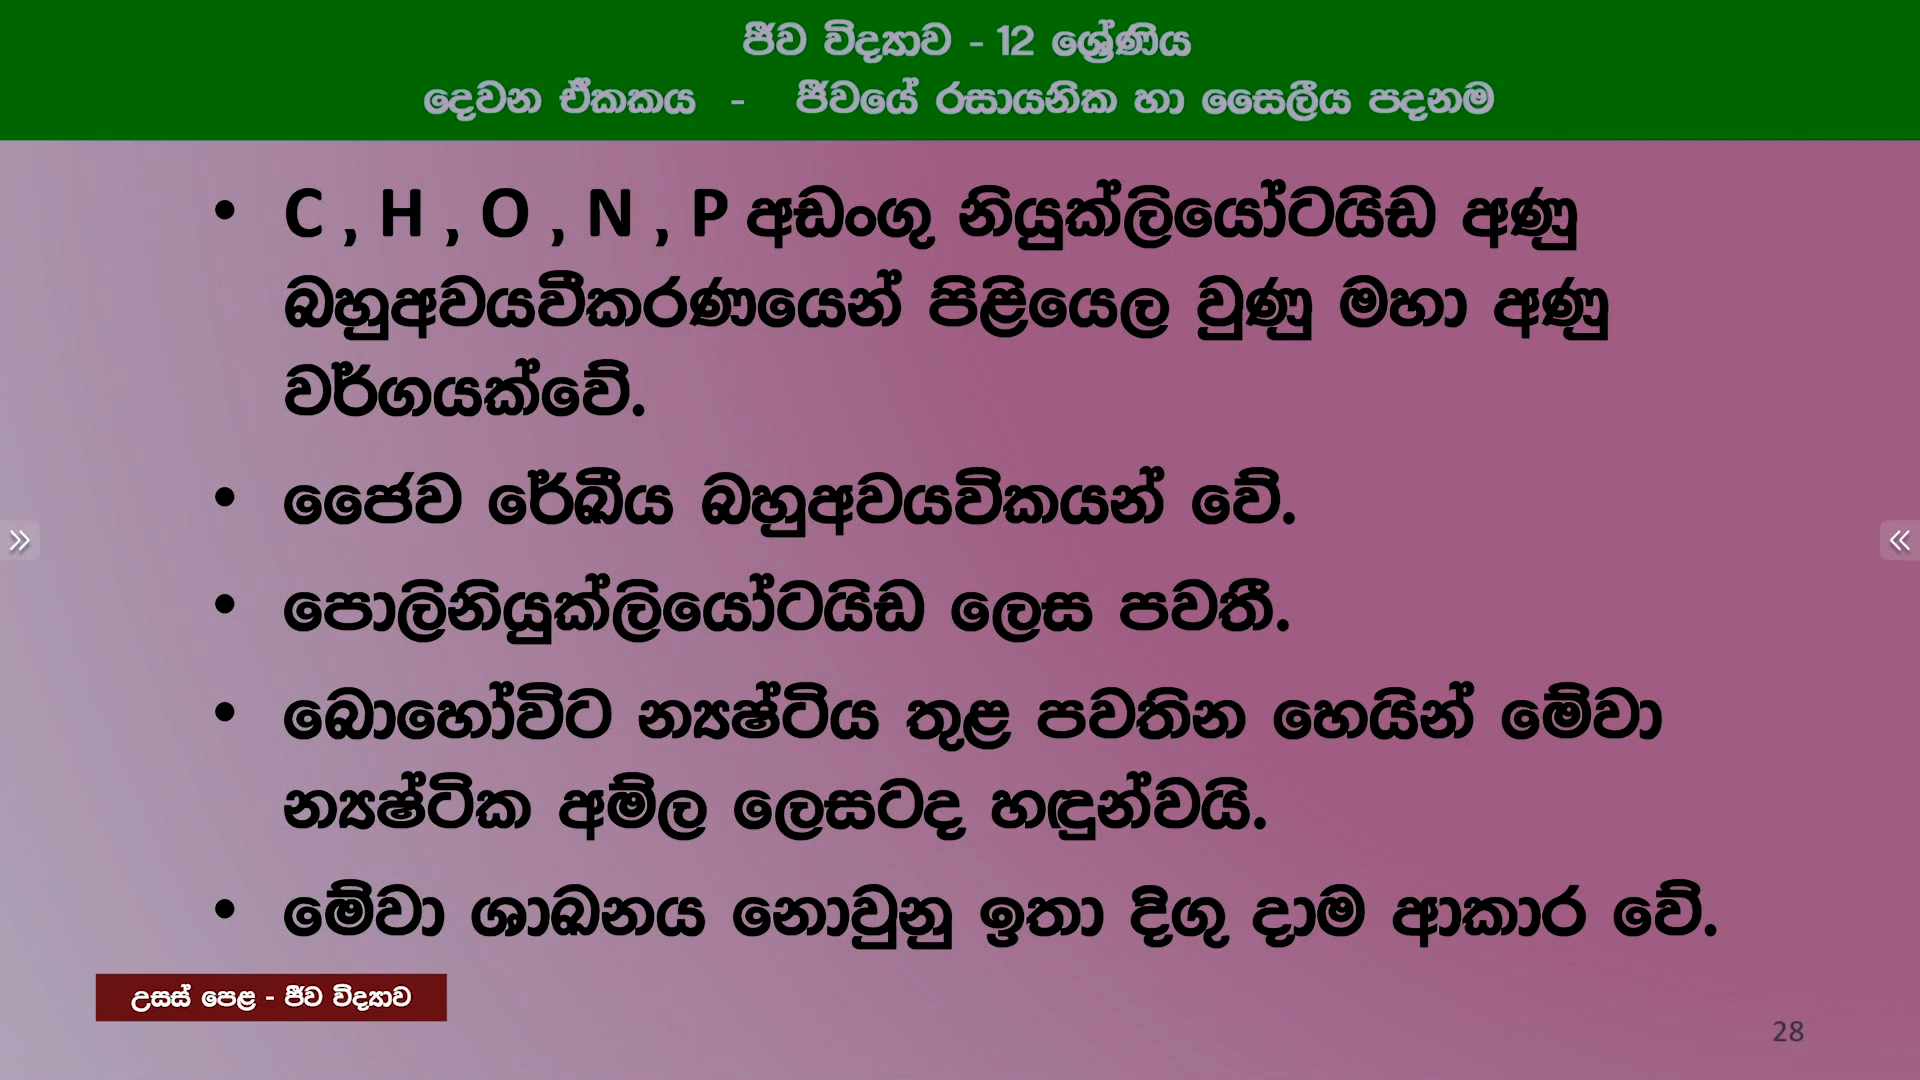 ජීව විද්‍යාව - 12 ශ්‍රේණිය
දෙවන ඒකකය - ජීවයේ රසායනික හා සෛලීය පදනම
• C , H , O , N , P අඩංගු නියුක්ලියෝටයිඩ අණු
බහුඅවයවීකරණයෙන් පිළියෙල වුණු මහා අණු
වර්ගයක්වේ.
• ජෛව රේඛීය බහුඅවයවිකයන් වේ.
• පොලිනියුක්ලියෝටයිඩ ලෙස පවතී.
• බොහෝවිට න්‍යෂ්ටිය තුළ පවතින හෙයින් මේවා
න්‍යෂ්ටික අම්ල ලෙසටද හඳුන්වයි.
• මේවා ශාඛනය නොවුනු ඉතා දිගු දාම ආකාර වේ.
උසස් පෙළ - ජීව විද්‍යාව
28